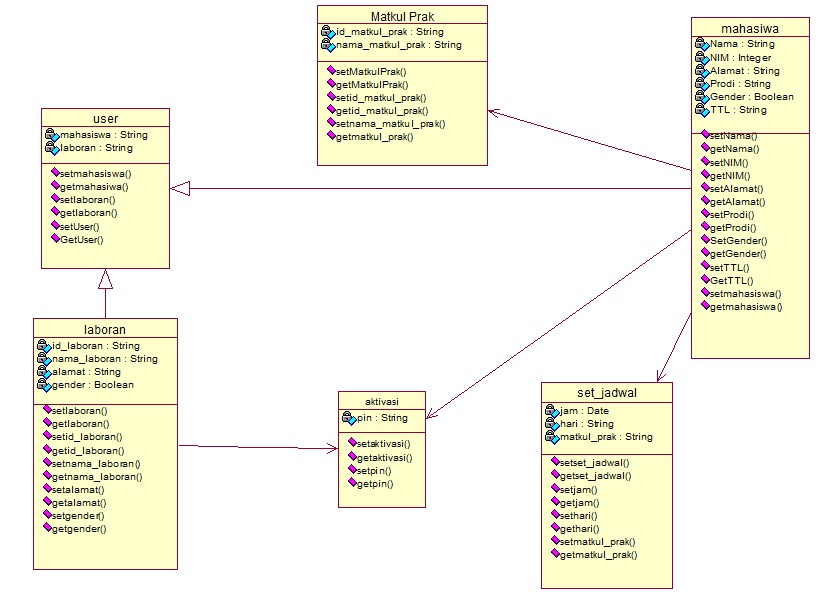 Matkul Prak
id_matkul_prak : String
nama_matkul_prak : String
setMatkulPrak()
getMatkulPrak()
setid_matkul_prak()
getid_matkul_prak()
setnama_matkul_prak()
getmatkul_prak()
mahasiwa
Nama : String
NIM : Integer
Alamat : String
Prodi : String
Gender : Boolean
TTL : String
setNama()
getNama()
setNIM()
getNIM()
setAlamat()
getAlamat()
setProdi()
getProdi()
SetGender()
getGender()
setTTL()
GetTTL()
setmahasiswa()
getmahasiwa()
user
mahasiswa : String
laboran : String
setmahasiswa()
getmahasiwa()
setlaboran()
getlaboran()
setUser()
GetUser()
laboran
id_laboran : String
nama_laboran : String
alamat : String
gender : Boolean
setlaboran()
getlaboran()
setid_laboran()
getid_laboran()
setnama_laboran()
getnama_laboran()
setalamat()
getalamat()
setgender()
getgender()
aktivasi
pin : String
setaktivasi()
getaktivasi()
setpin()
getpin()
set_jadwal
jam : Date
hari : String
matkul_prak : String
setset_jadwal()
getset_jadwal()
setjam()
getjam()
sethari()
gethari()
setmatkul_prak()
getmatkul_prak()